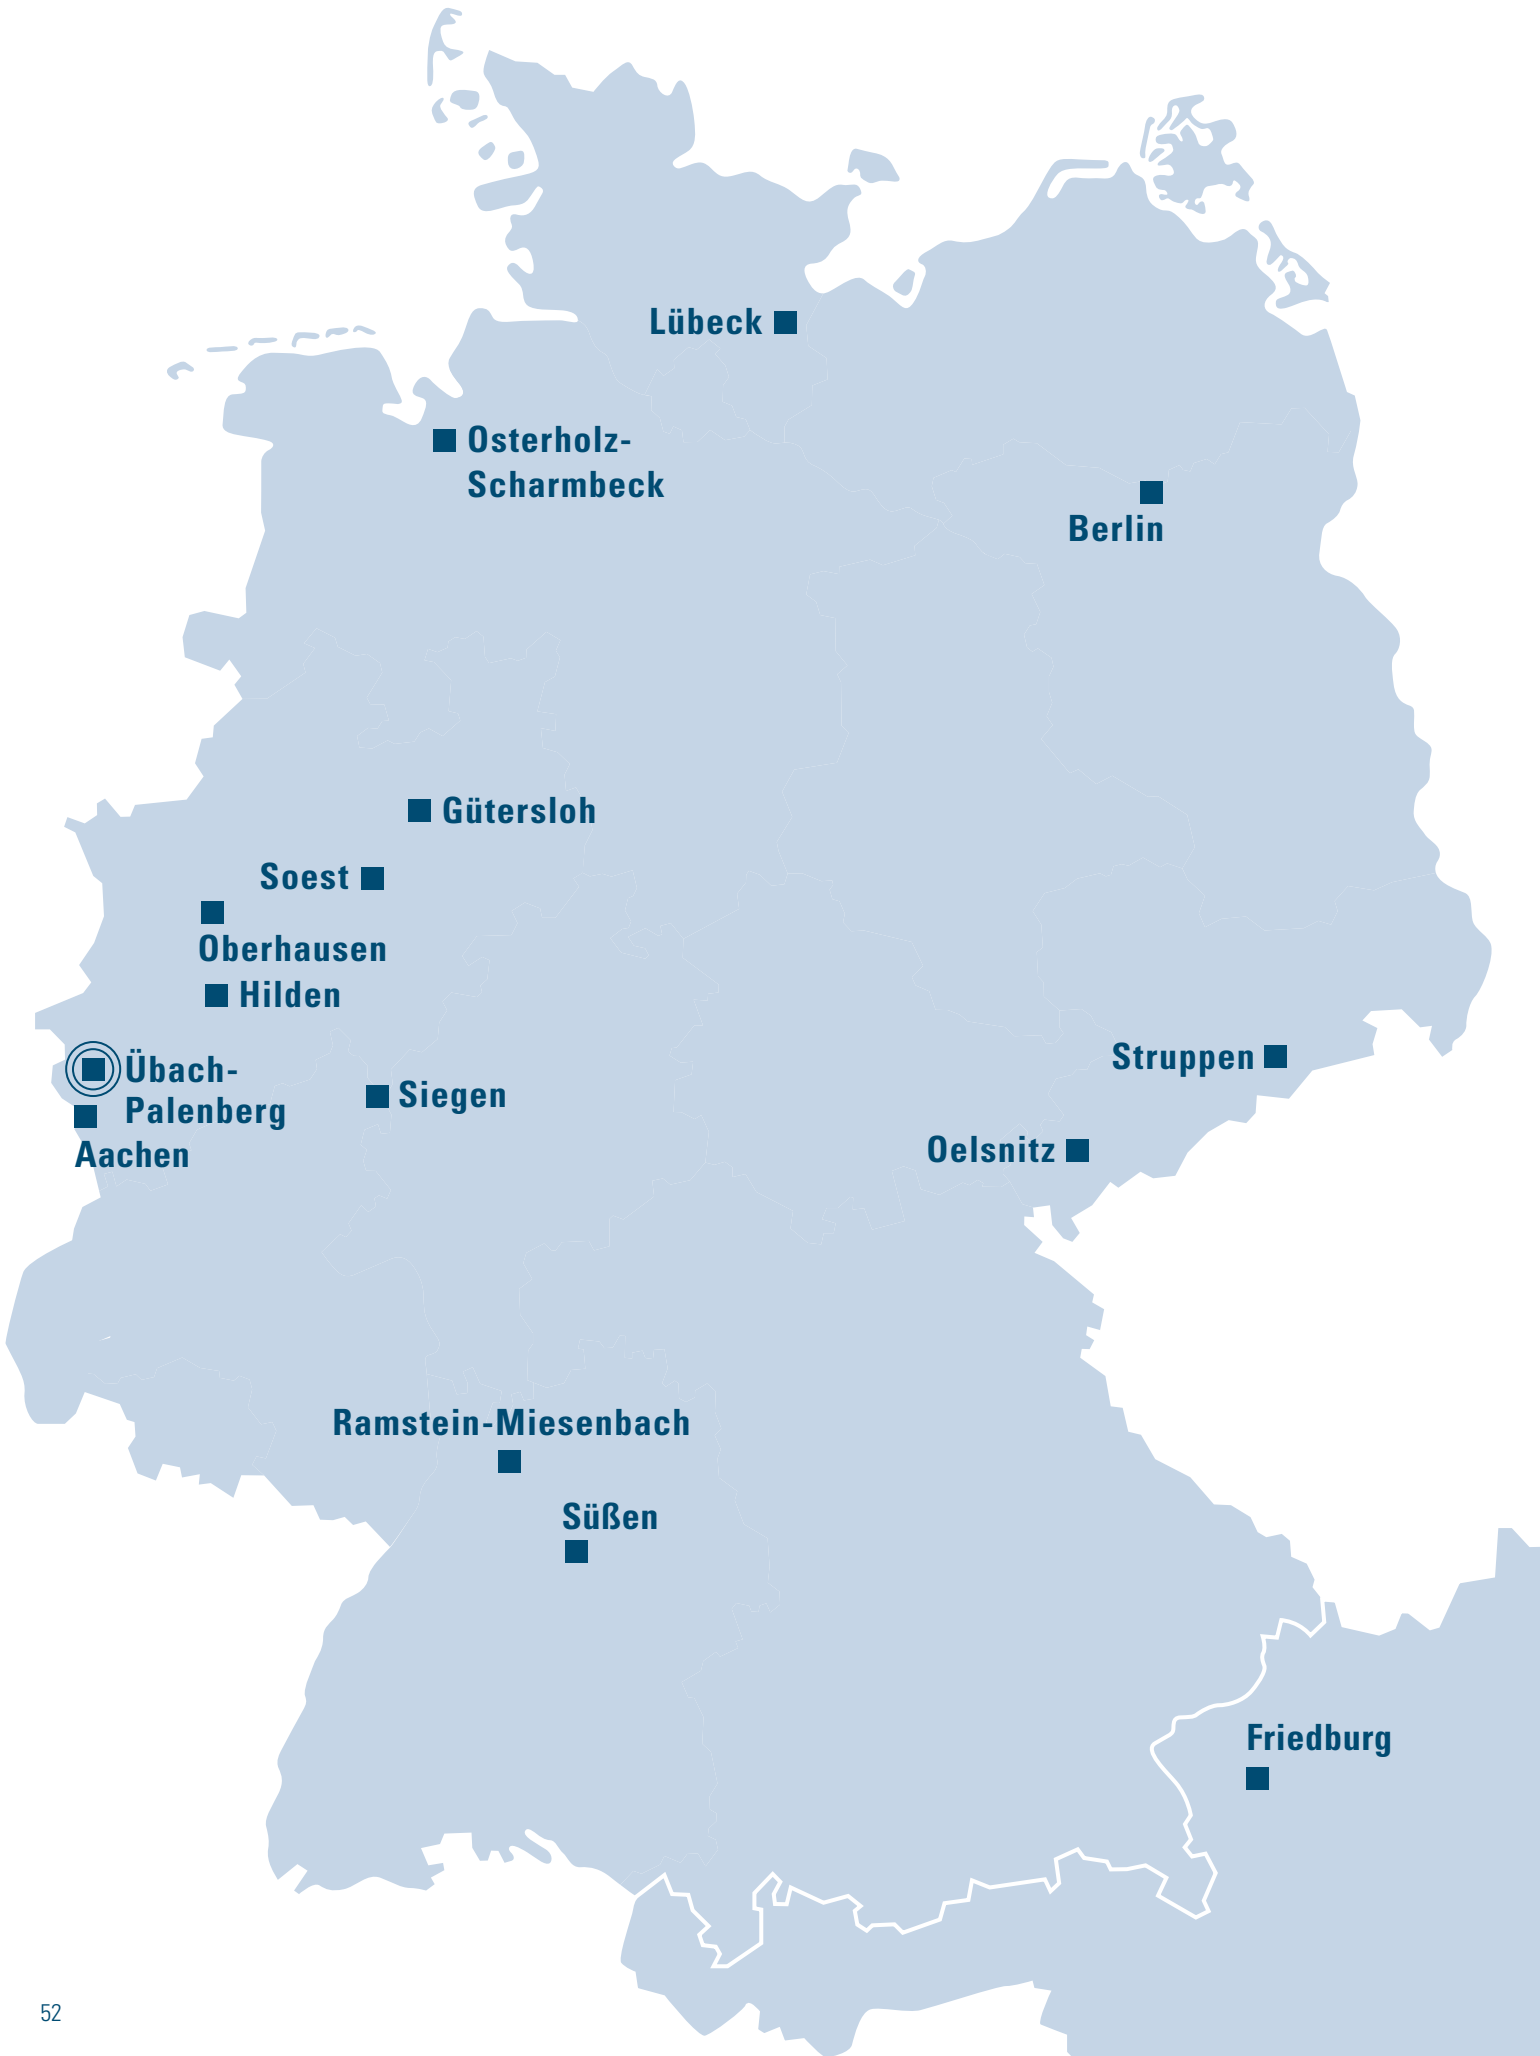 Lübeck
Osterholz-
Scharmbeck
Berlin
Gütersloh
Soest
Oberhausen
Hilden
Übach-
Palenberg
Aachen
Siegen
Struppen
Oelsnitz
Ramstein-Miesenbach
Süßen
Friedburg
52